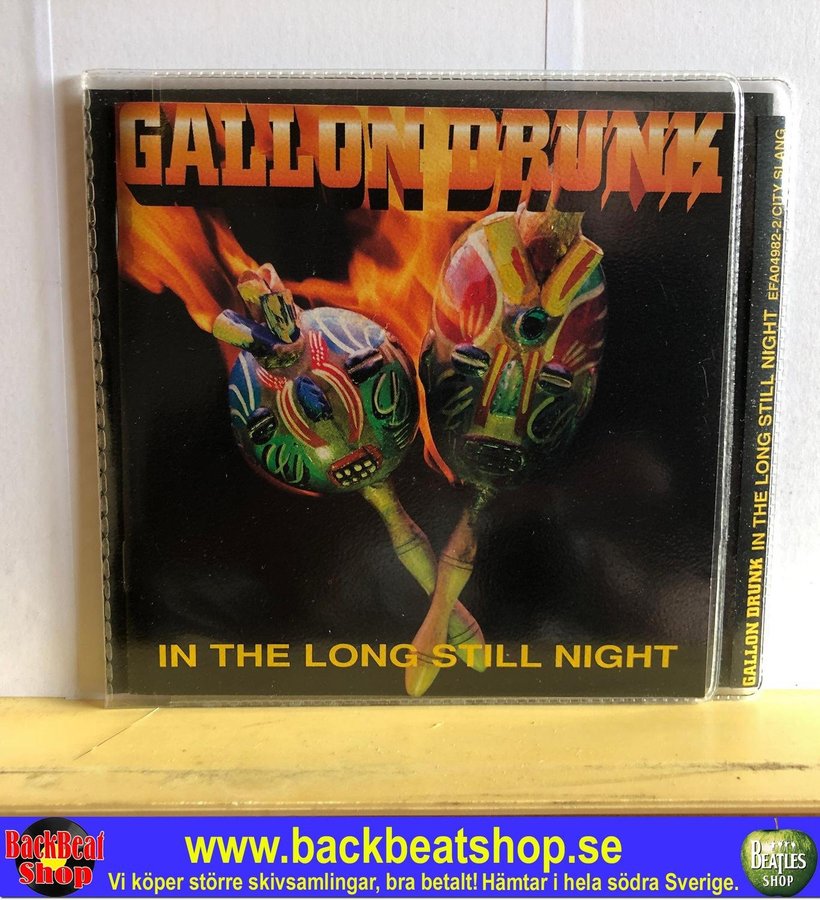 GALLON DRUNK
IN THE LONG STILL NIGHT
GALLON DRUNK IN THE LONG STILL NIGHT EFA04982-2/CITY SLANG
BackBeat
Shop
www.backbeatshop.se
Vi köper större skivsamlingar, bra betalt! Hämtar i hela södra Sverige.
BEATLES
SHOP